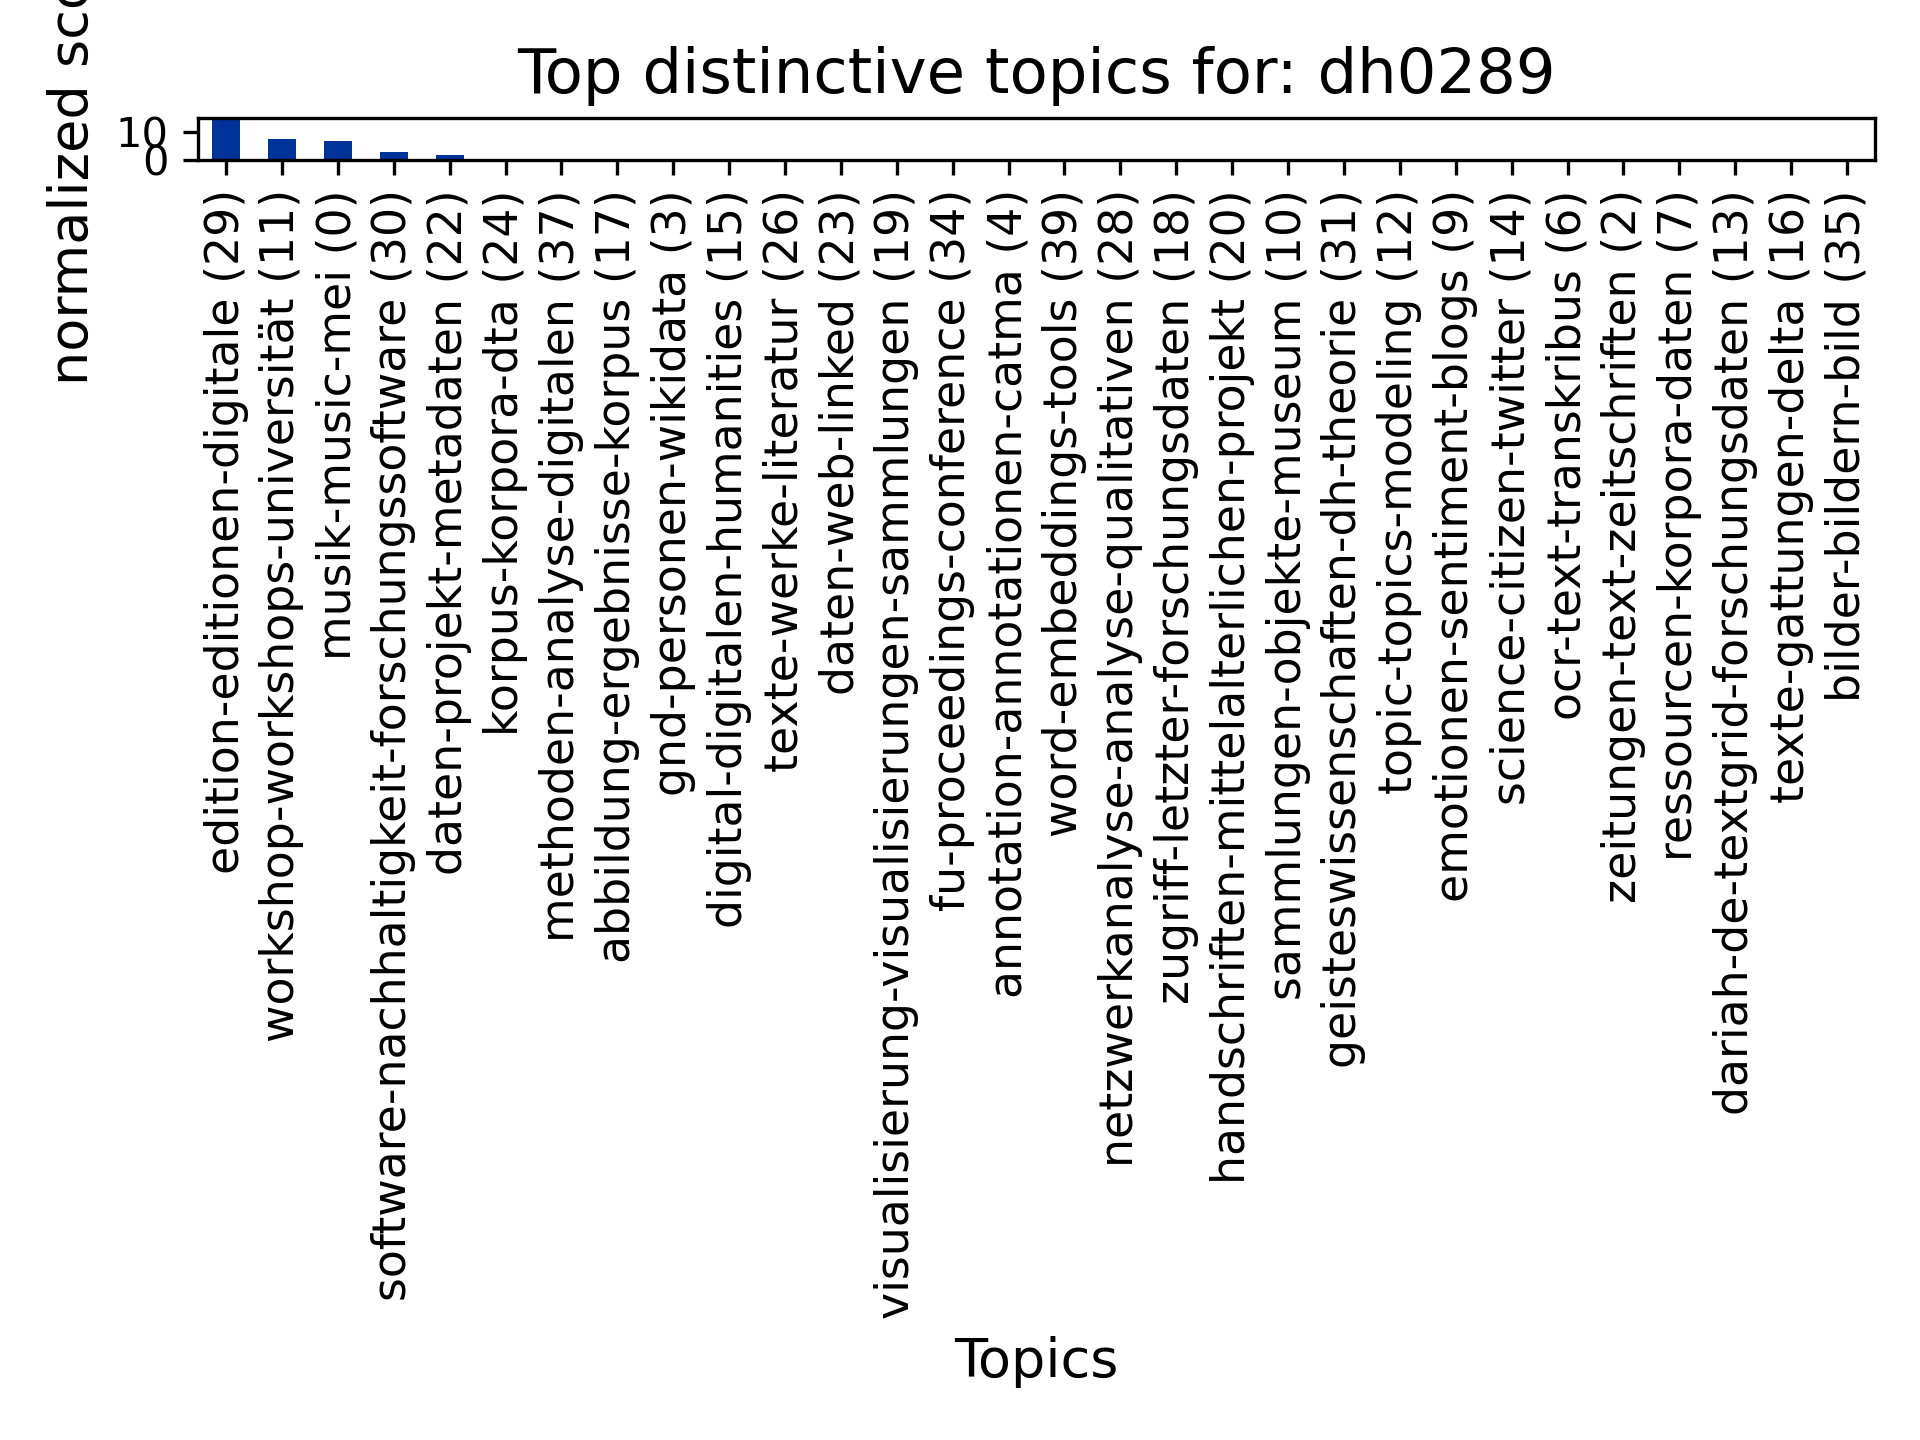 Top distinctive topics for: dh0289
normalized
10
0
edition-editionen-digitale (29)
workshop-workshops-universität (11)
musik-music-mei (0)
software-nachhaltigkeit-forschungssoftware (30)
daten-projekt-metadaten (22)
korpus-korpora-dta (24)
methoden-analyse-digitalen (37)
abbildung-ergebnisse-korpus (17)
gnd-personen-wikidata (3)
digital-digitalen-humanities (15)
texte-werke-literatur (26)
daten-web-linked (23)
visualisierung-visualisierungen-sammlungen (19)
fu-proceedings-conference (34)
annotation-annotationen-catma (4)
word-embeddings-tools (39)
netzwerkanalyse-analyse-qualitativen (28)
zugriff-letzter-forschungsdaten (18)
handschriften-mittelalterlichen-projekt (20)
sammlungen-objekte-museum (10)
geisteswissenschaften-dh-theorie (31)
topic-topics-modeling (12)
emotionen-sentiment-blogs (9)
science-citizen-twitter (14)
ocr-text-transkribus (6)
zeitungen-text-zeitschriften (2)
ressourcen-korpora-daten (7)
dariah-de-textgrid-forschungsdaten (13)
texte-gattungen-delta (16)
bilder-bildern-bild (35)
Topics